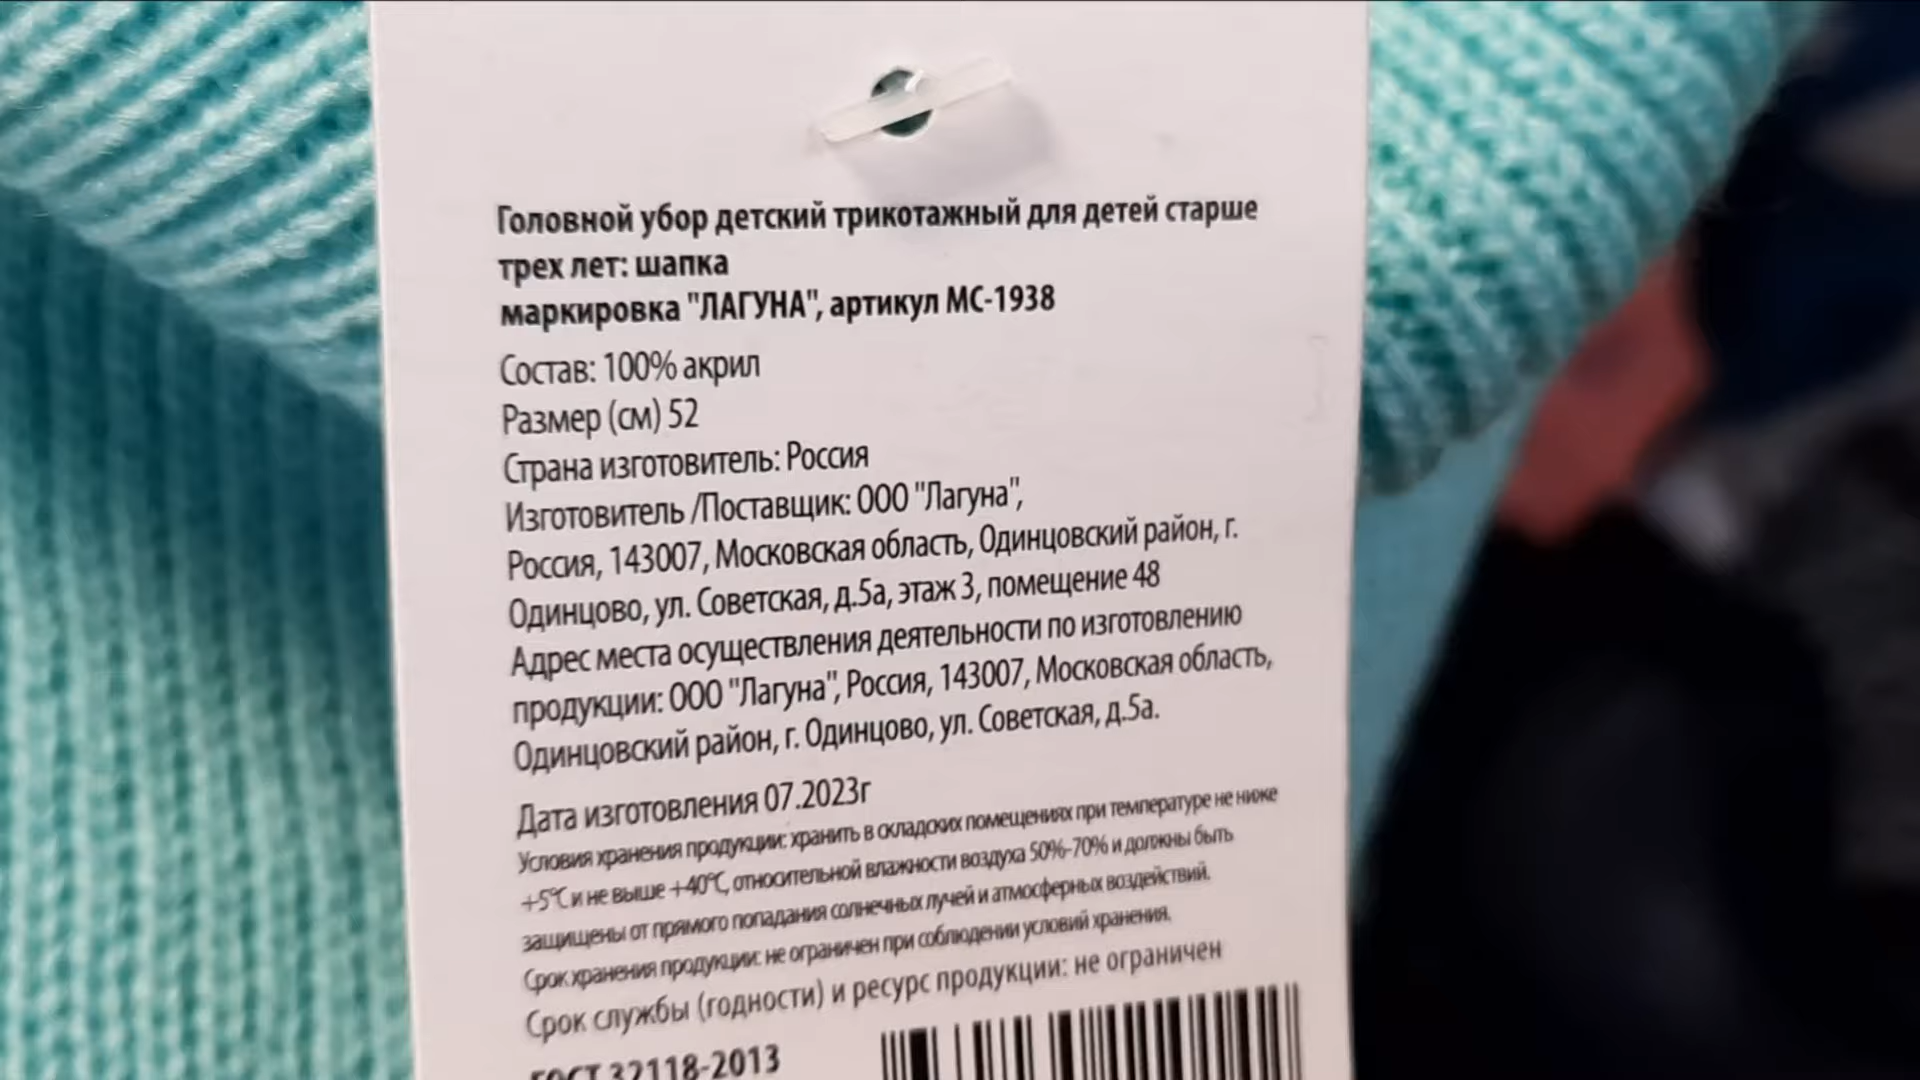 Головной убор детский трикотажный для детей старше
трех лет: шапка
маркировка "ЛАГУНА", артикул МС-1938
Состав: 100% акрил
Размер (см) 52
Страна изготовитель: Россия
Изготовитель /Поставщик: ООО "Лагуна",
Россия, 143007, Московская область, Одинцовский район, г.
Одинцово, ул. Советская, д.5а, этаж 3, помещение 48
Адрес места осуществления деятельности по изготовлению
продукции: ООО "Лагуна", Россия, 143007, Московская область,
Одинцовский район, г. Одинцово, ул. Советская, д.5а.
Дата изготовления 07.2023г
Условия хранения продукции: хранить в складских помещениях при температуре не ниже
+5°С и не выше +40°С, относительной влажности воздуха 50%-70% и должны быть
защищены от прямого попадания солнечных лучей и атмосферных воздействий.
Срок хранения продукции: не ограничен при соблюдении условий хранения.
Срок службы (годности) и ресурс продукции: не ограничен
ГОСТ 32118-2013